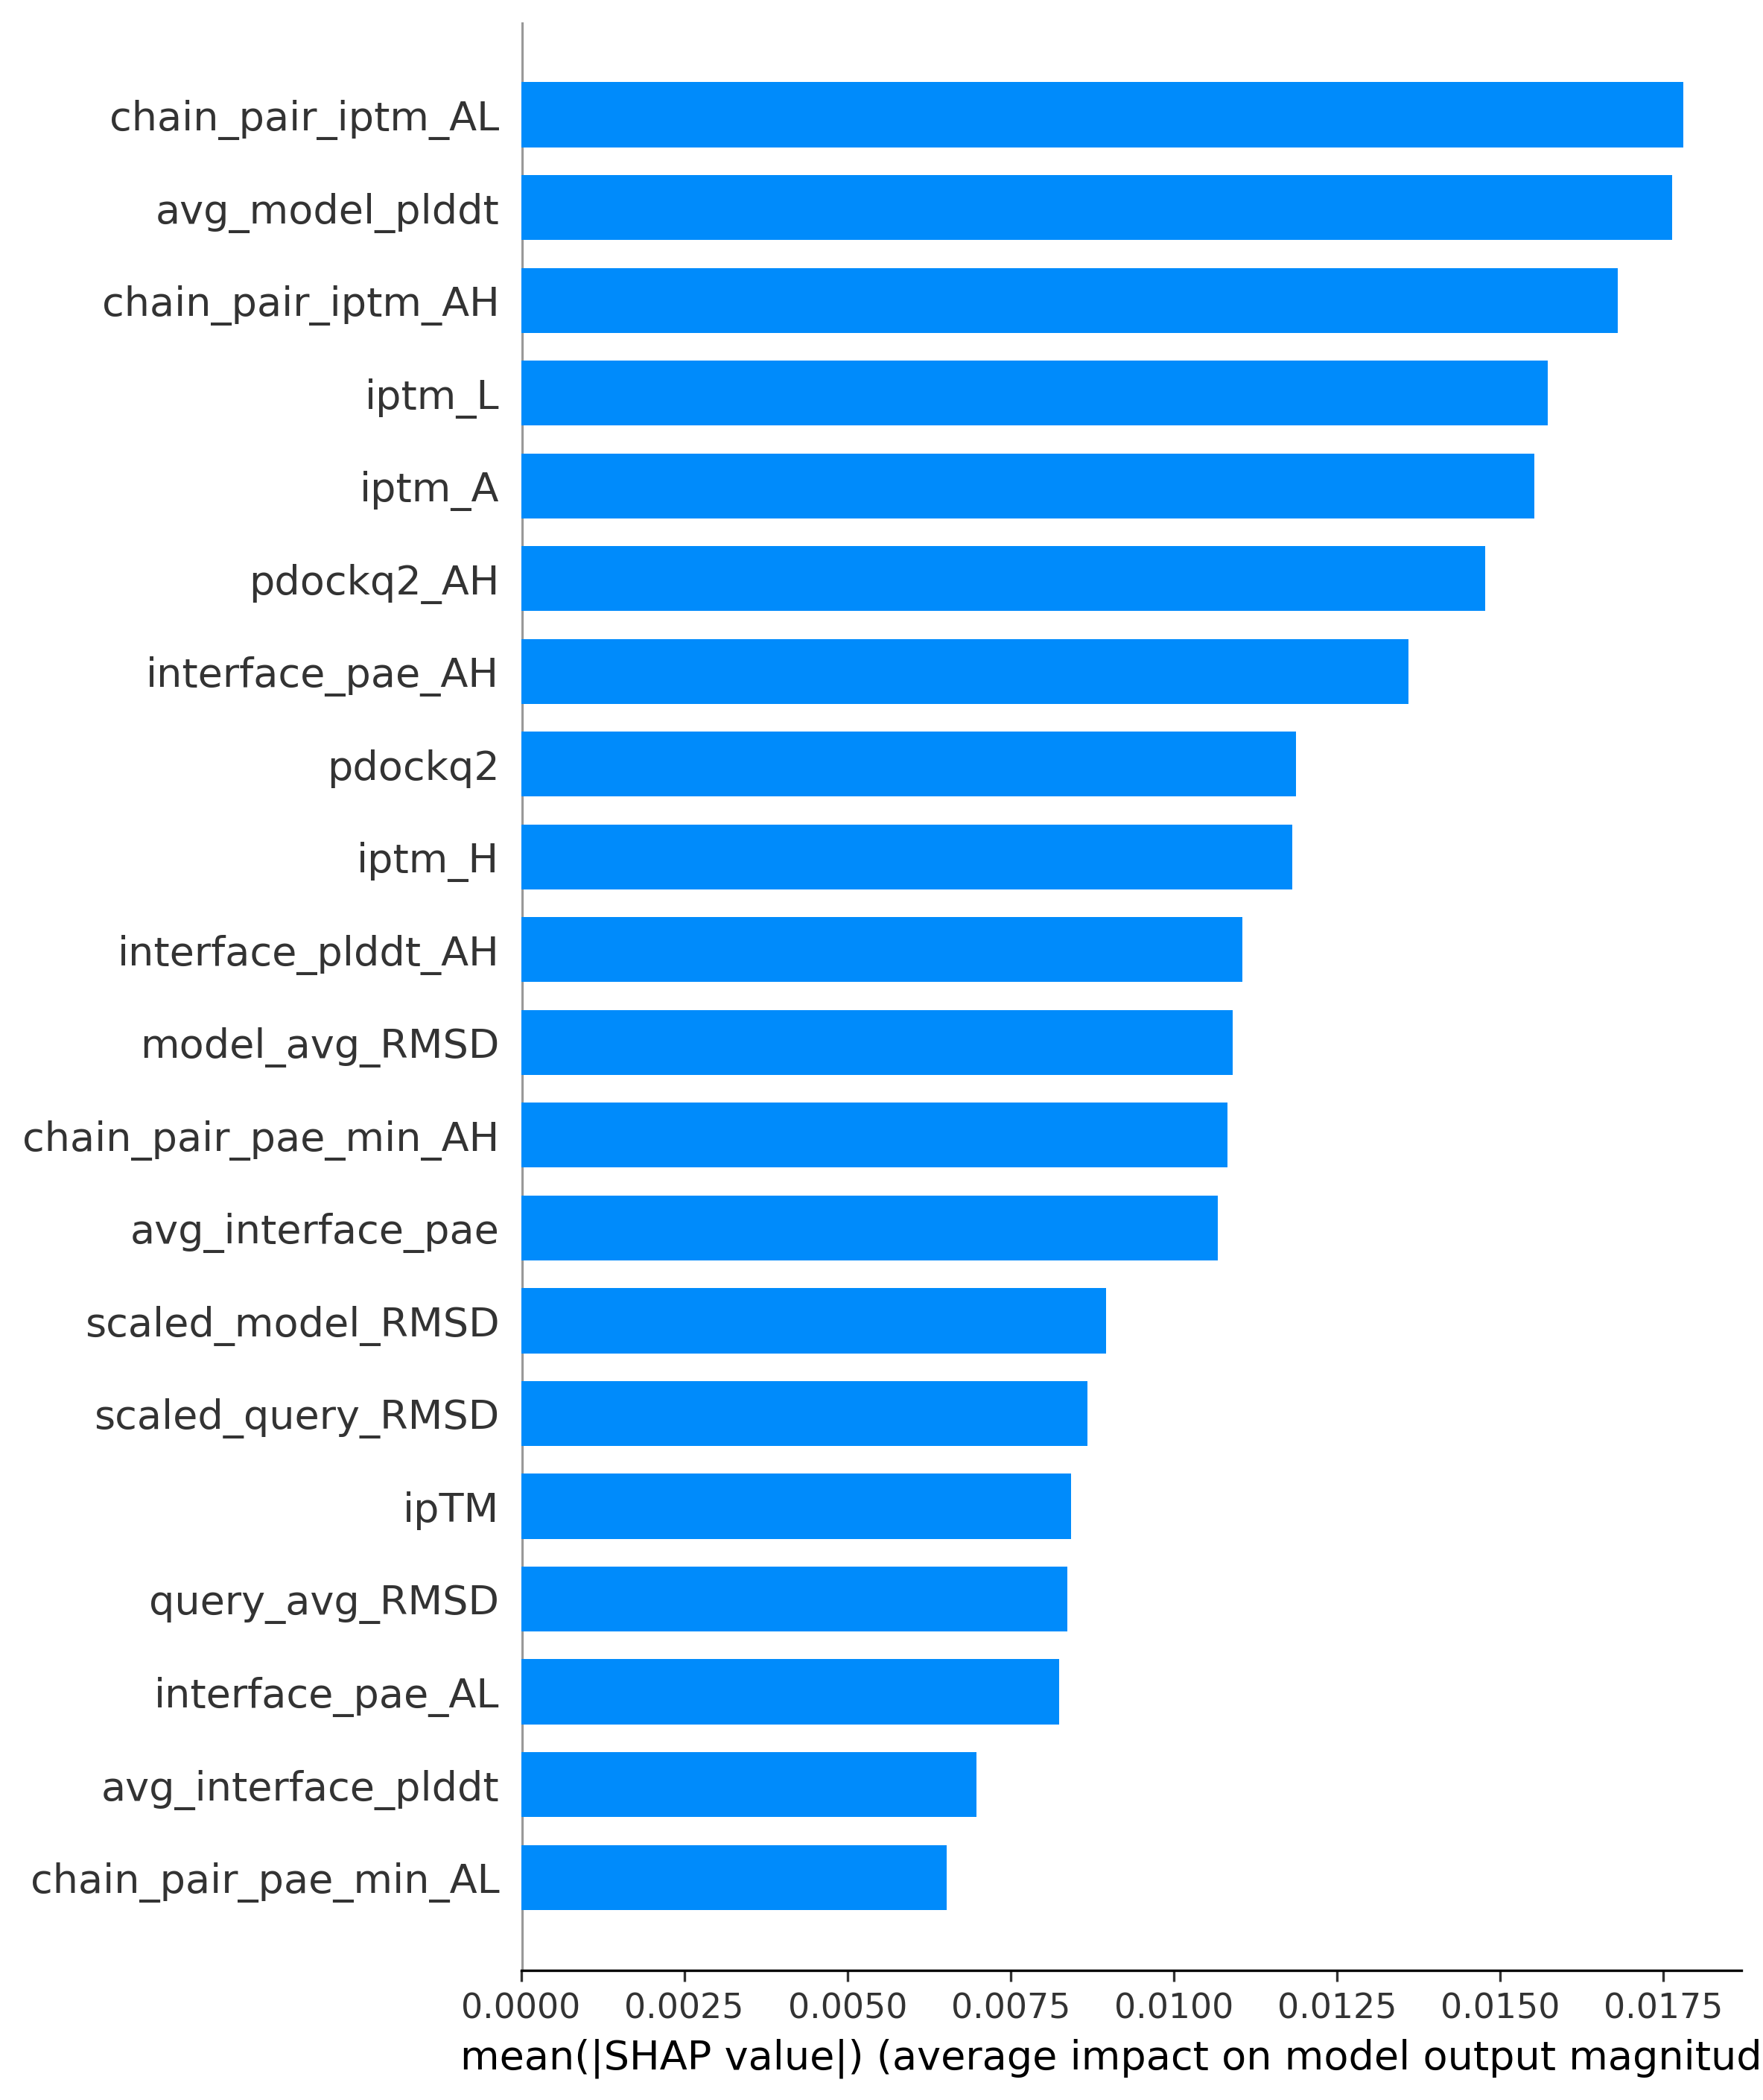 chain_pair_iptm_AL
avg_model_plddt
chain_pair_iptm_AH
iptm_L
iptm_A
pdockq2_AH
interface_pae_AH
pdockq2
iptm_H
interface_plddt_AH
model_avg_RMSD
chain_pair_pae_min_AH
avg_interface_pae
scaled_model_RMSD
scaled_query_RMSD
ipTM
query_avg_RMSD
interface_pae_AL
avg_interface_plddt
chain_pair_pae_min_AL
0.0000 0.0025 0.0050 0.0075 0.0100 0.0125 0.0150 0.0175
mean(|SHAP value|) (average impact on model output magnitud